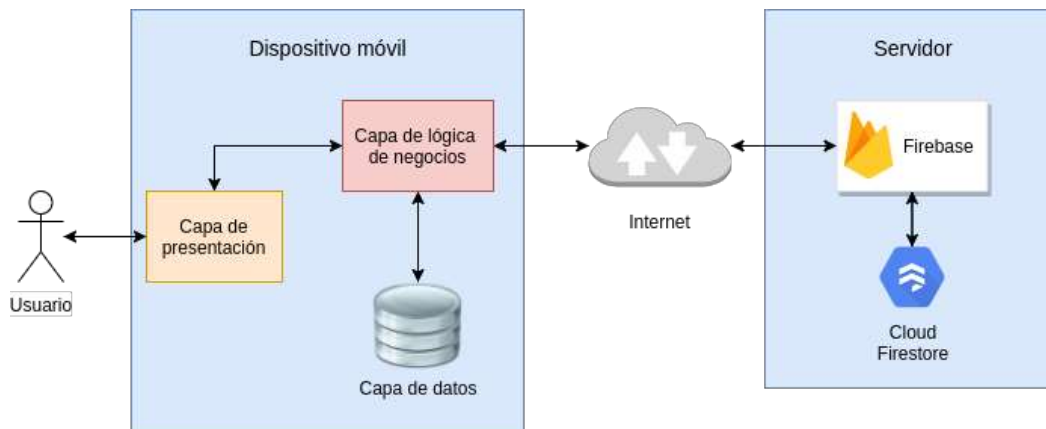 Dispositivo móvil
Servidor
Capa de lógica
de negocios
Firebase
Internet
Capa de
presentación
Usuario
Capa de datos
Cloud
Firestore